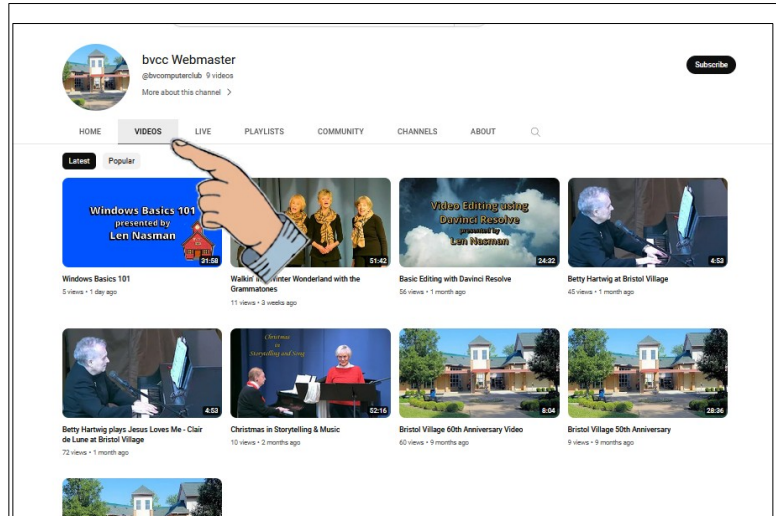 bvcc Webmaster
@bvcomputerclub 9 videos
More about this channel >
Subscribe
HOME VIDEOS LIVE PLAYLISTS COMMUNITY CHANNELS ABOUT
Latest Popular
Windows Basics 101
presented by
Len Nasman
31:58
51:42
Video Editing using
Davinci Resolve
presented by
Len Nasman
24:22
4:53
Windows Basics 101
5 views • 1 day ago
Walkin' Winter Wonderland with the
Grammatones
11 views • 3 weeks ago
Basic Editing with Davinci Resolve
56 views • 1 month ago
Betty Hartwig at Bristol Village
45 views • 1 month ago
4:53
Christmas
in
Storytelling and Song
52:16
8:04
28:36
Betty Hartwig plays Jesus Loves Me - Clair
de Lune at Bristol Village
72 views • 1 month ago
Christmas in Storytelling & Music
10 views • 2 months ago
Bristol Village 60th Anniversary Video
60 views • 9 months ago
Bristol Village 50th Anniversary
9 views • 9 months ago